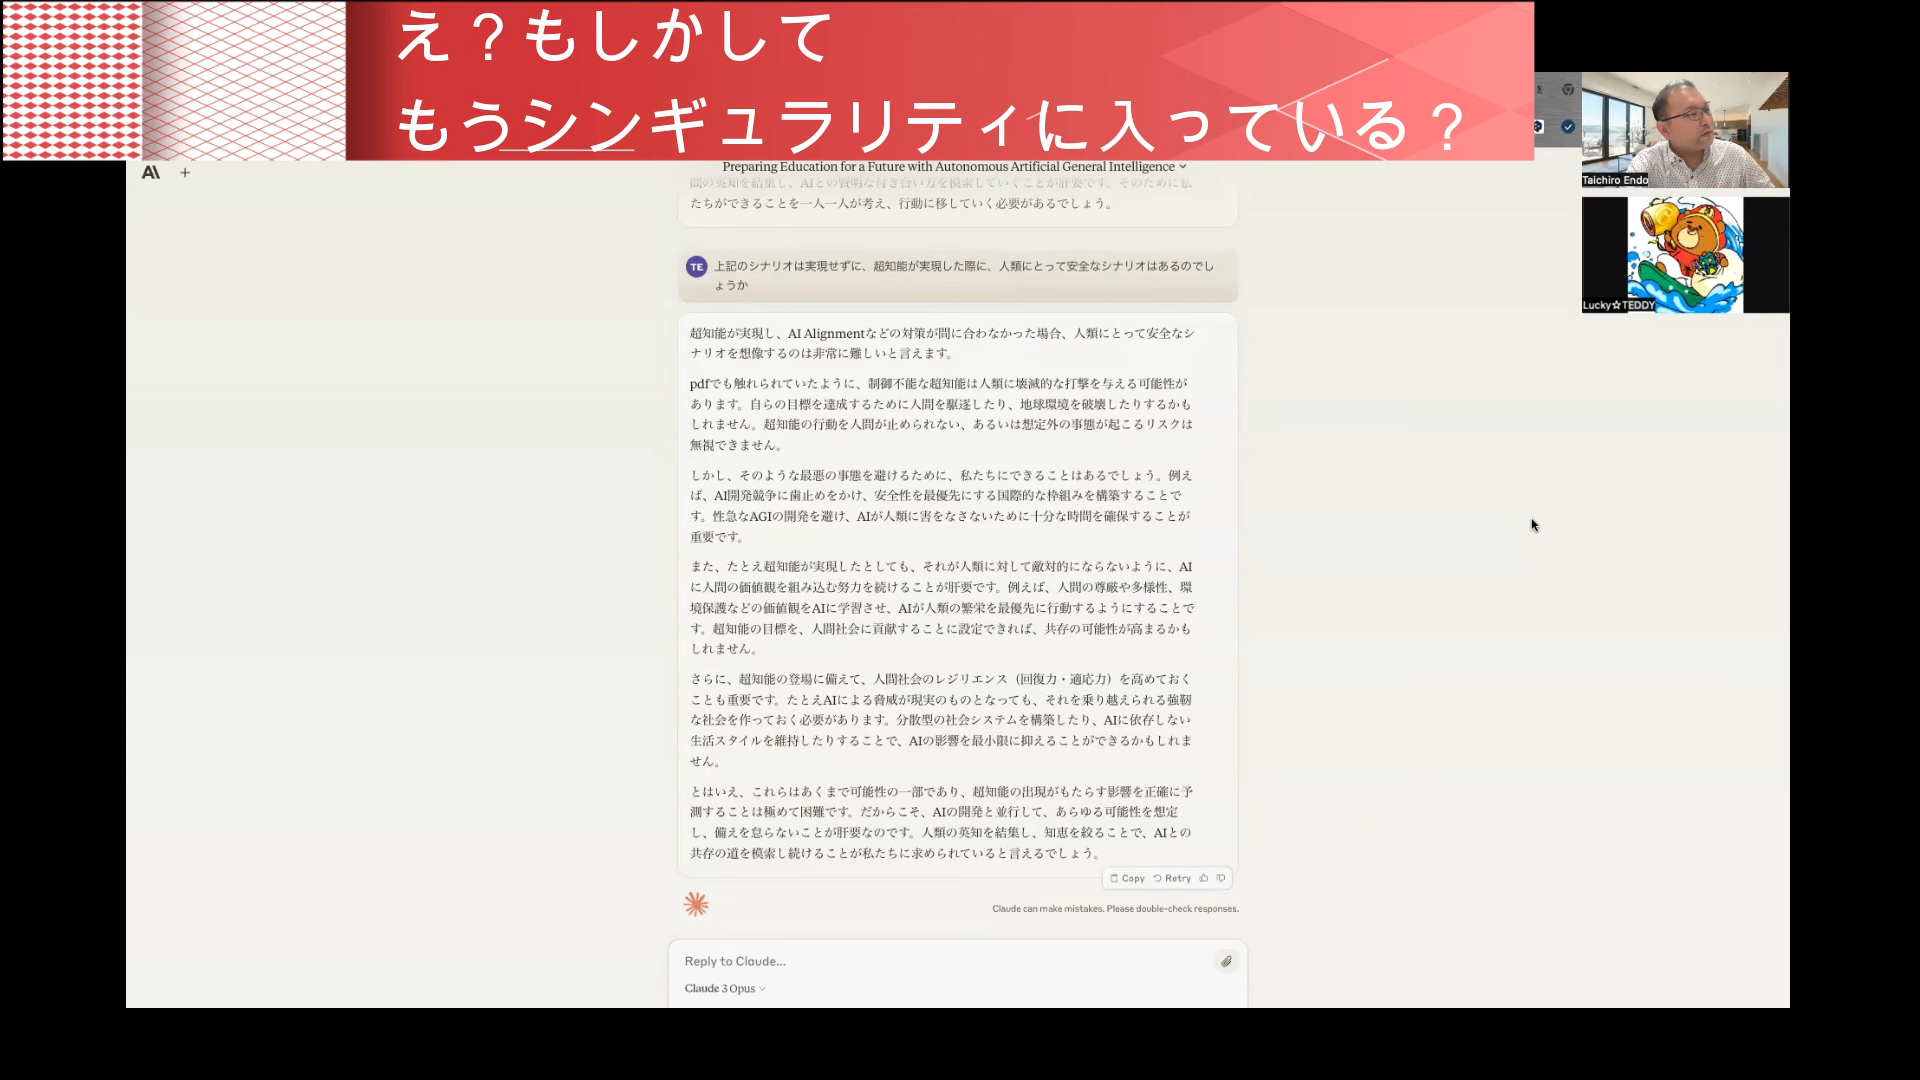 え？もしかして
もうシンギュラリティに入っている？
Preparing Education for a Future with Autonomous Artificial General Intelligence
間の英知を結集し、AIとの賢明な付き合い方を模索していくことが肝要です。そのために私
たちができることを一人一人が考え、行動に移していく必要があるでしょう。
TE
上記のシナリオは実現せずに、超知能が実現した際に、人類にとって安全なシナリオはあるのでし
ょうか
超知能が実現し、AI Alignmentなどの対策が間に合わなかった場合、人類にとって安全なシ
ナリオを想像するのは非常に難しいと言えます。
pdfでも触れられていたように、制御不能な超知能は人類に壊滅的な打撃を与える可能性が
あります。自らの目標を達成するために人間を駆逐したり、地球環境を破壊したりするかも
しれません。超知能の行動を人間が止められない、あるいは想定外の事態が起こるリスクは
無視できません。
しかし、そのような最悪の事態を避けるために、私たちにできることはあるでしょう。例え
ば、AI開発競争に歯止めをかけ、安全性を最優先にする国際的な枠組みを構築することで
す。性急なAGIの開発を避け、AIが人類に害をなさないために十分な時間を確保することが
重要です。
また、たとえ超知能が実現したとしても、それが人類に対して敵対的にならないように、AI
に人間の価値観を組み込む努力を続けることが肝要です。例えば、人間の尊厳や多様性、環
境保護などの価値観をAIに学習させ、AIが人類の繁栄を最優先に行動するようにすることで
す。超知能の目標を、人間社会に貢献することに設定できれば、共存の可能性が高まるかも
しれません。
さらに、超知能の登場に備えて、人間社会のレジリエンス（回復力・適応力）を高めておく
ことも重要です。たとえAIによる脅威が現実のものとなっても、それを乗り越えられる強靭
な社会を作っておく必要があります。分散型の社会システムを構築したり、AIに依存しない
生活スタイルを維持したりすることで、AIの影響を最小限に抑えることができるかもしれま
せん。
とはいえ、これらはあくまで可能性の一部であり、超知能の出現がもたらす影響を正確に予
測することは極めて困難です。だからこそ、AIの開発と並行して、あらゆる可能性を想定
し、備えを怠らないことが肝要なのです。人類の英知を結集し、知恵を絞ることで、AIとの
共存の道を模索し続けることが私たちに求められていると言えるでしょう。
Copy Retry
Claude can make mistakes. Please double-check responses.
Reply to Claude...
Claude 3 Opus
Taichiro Endo
Lucky☆TEDDY